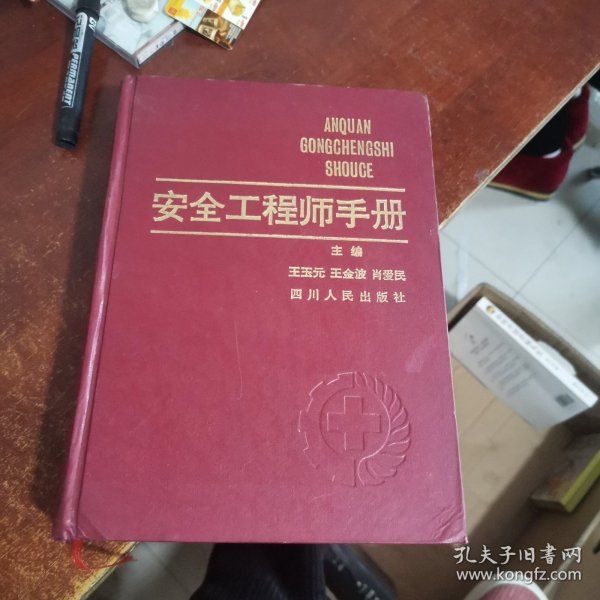 PERMANENT
ANQUAN
GONGCHENGSHI
SHOUCE
安全工程师手册
主编
王玉元 王金波 肖爱民
四川人民出版社
孔夫子旧书网
www.kongfz.com